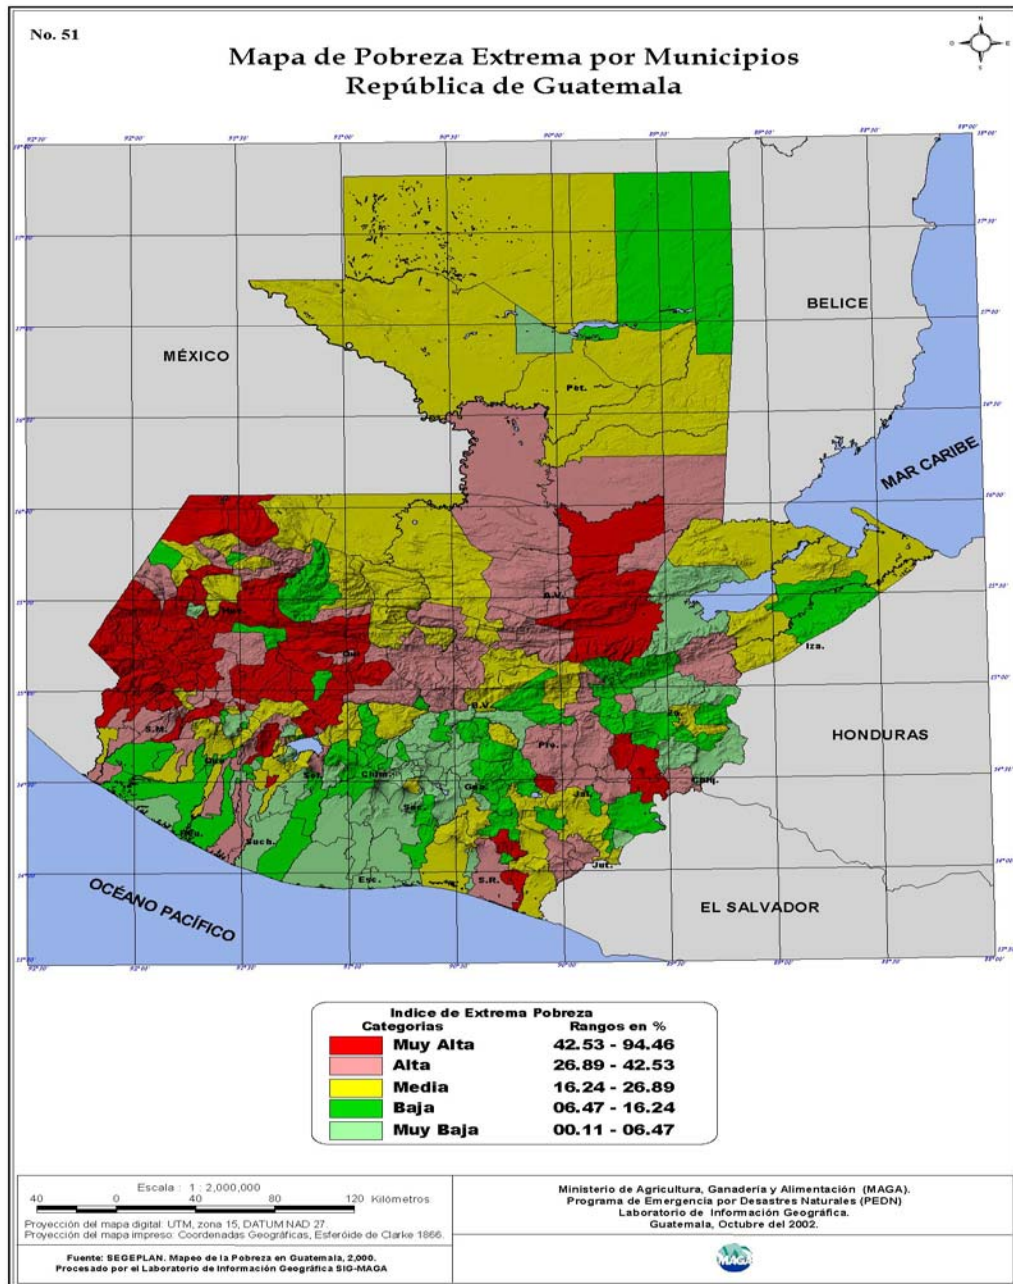 No. 51
Mapa de Pobreza Extrema por Municipios
República de Guatemala
N
O
E
S
BELICE
MÉXICO
Pet.
MAR CARIBE
A.V.
Iza.
B.V.
HONDURAS
S.M.
Pro.
Chiq.
Sol.
Chim.
Gua.
Jal.
Sac.
Such.
Esc.
S.R.
Jut.
OCÉANO PACÍFICO
EL SALVADOR
Indice de Extrema Pobreza
Categorias Rangos en %
Muy Alta 42.53 - 94.46
Alta 26.89 - 42.53
Media 16.24 - 26.89
Baja 06.47 - 16.24
Muy Baja 00.11 - 06.47
Escala : 1 : 2,000,000
40 0 40 80 120 Kilómetros
Proyección del mapa digital: UTM, zona 15, DATUM NAD 27.
Proyección del mapa impreso: Coordenadas Geográficas, Esferóide de Clarke 1866.
Fuente: SEGEPLAN. Mapeo de la Pobreza en Guatemala, 2,000.
Procesado por el Laboratorio de Información Geográfica SIG-MAGA
Ministerio de Agricultura, Ganadería y Alimentación (MAGA).
Programa de Emergencia por Desastres Naturales (PEDN)
Laboratorio de Información Geográfica.
Guatemala, Octubre del 2002.
MAGA